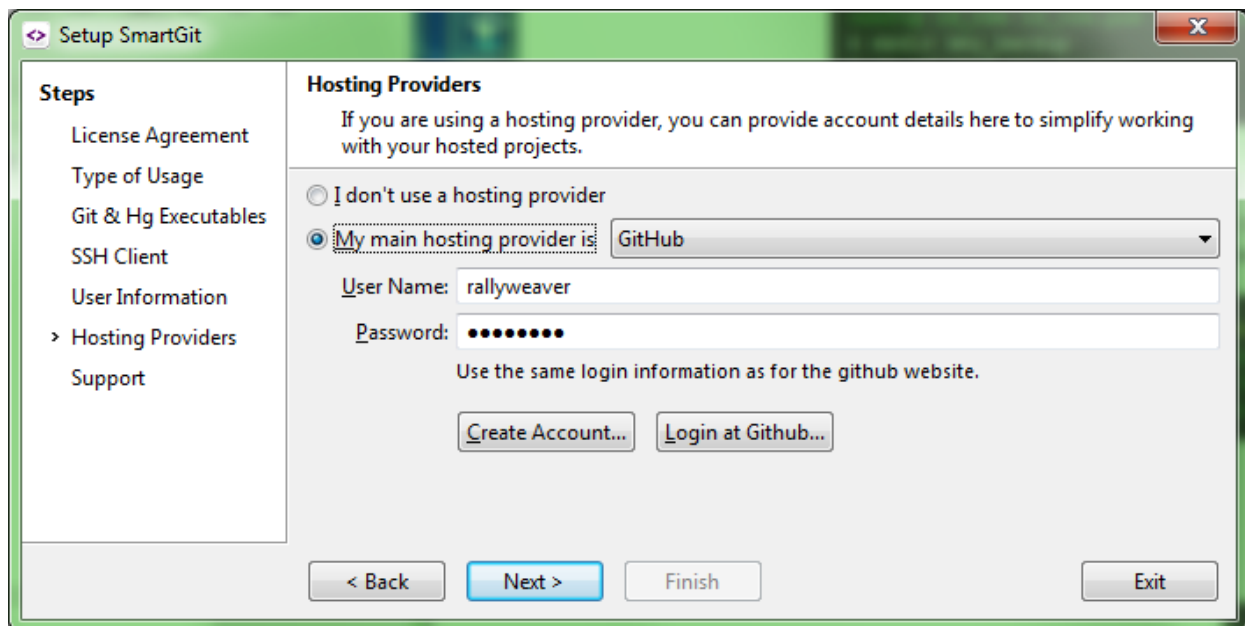 Setup SmartGit
Steps
License Agreement
Type of Usage
Git & Hg Executables
SSH Client
User Information
Hosting Providers
Support
Hosting Providers
If you are using a hosting provider, you can provide account details here to simplify working
with your hosted projects.
I don't use a hosting provider
My main hosting provider is GitHub
User Name: rallyweaver
Password: ●●●●●●●●
Use the same login information as for the github website.
Create Account... Login at Github...
< Back Next > Finish Exit